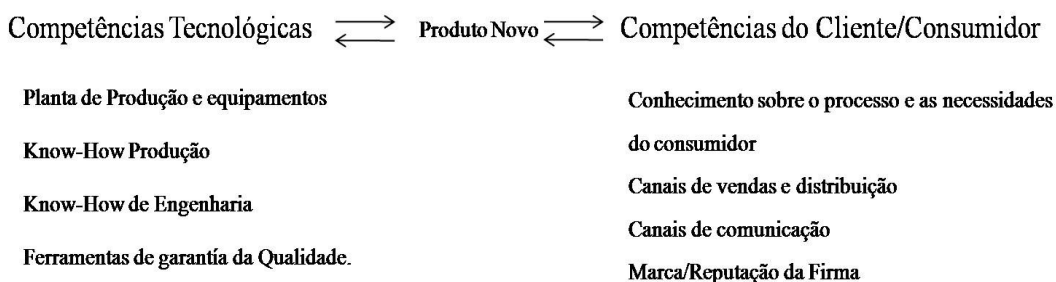 Competências Tecnológicas Produto Novo Competências do Cliente/Consumidor
Planta de Produção e equipamentos
Know-How Produção
Know-How de Engenharia
Ferramentas de garantía da Qualidade.
Conhecimento sobre o processo e as necessidades
do consumidor
Canais de vendas e distribuição
Canais de comunicação
Marca/Reputação da Firma